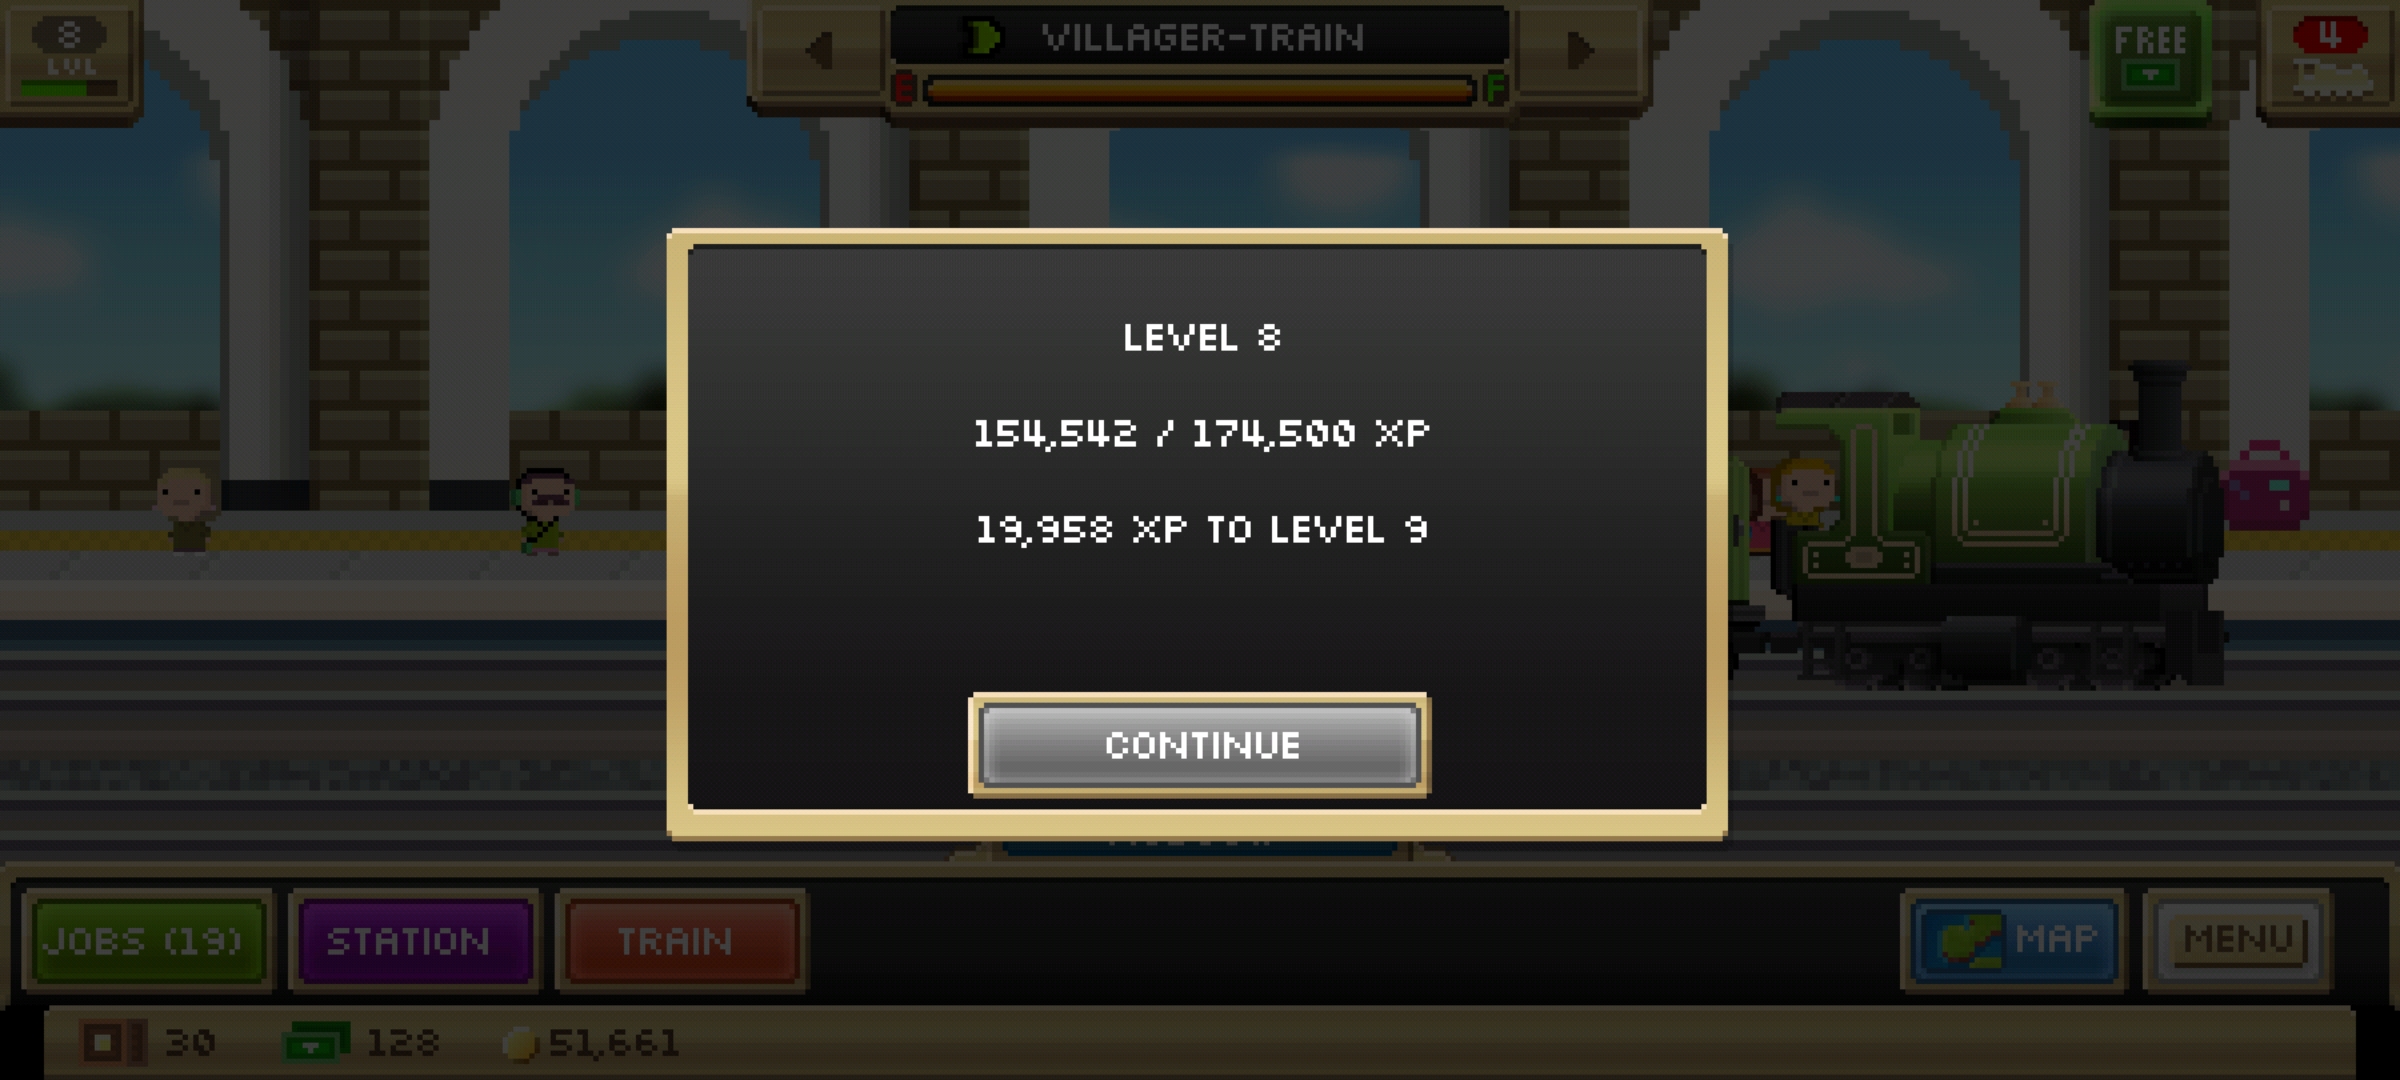 8
LVL
VILLAGER-TRAIN
E
F
FREE
4
LEVEL 8
154,542 / 174,500 XP
19,958 XP TO LEVEL 9
CONTINUE
JOBS (19)
STATION
TRAIN
MAP
MENU
30
128
51,661